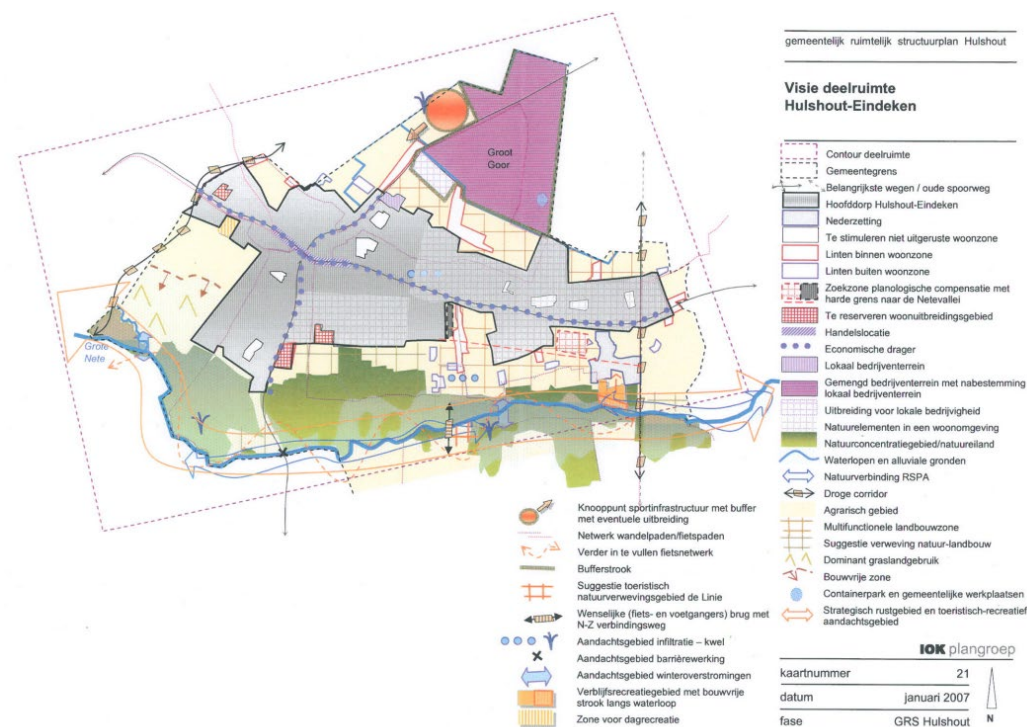 gemeentelijk ruimtelijk structuurplan Hulshout
Visie deelruimte
Hulshout-Eindeken
Groot
Goor
Grote
Nete
Contour deelruimte
Gemeentegrens
Belangrijkste wegen / oude spoorweg
Hoofddorp Hulshout-Eindeken
Nederzetting
Te stimuleren niet uitgeruste woonzone
Linten binnen woonzone
Linten buiten woonzone
Zoekzone planologische compensatie met
harde grens naar de Netevallei
Te reserveren woonuitbreidingsgebied
Handelslocatie
Economische drager
Lokaal bedrijventerrein
Gemengd bedrijventerrein met nabestemming
lokaal bedrijventerrein
Uitbreiding voor lokale bedrijvigheid
Natuurelementen in een woonomgeving
Natuurconcentratiegebied/natuureiland
Waterlopen en alluviale gronden
Natuurverbinding RSPA
Droge corridor
Agrarisch gebied
Multifunctionele landbouwzone
Suggestie verweving natuur-landbouw
Dominant graslandgebruik
Bouwvrije zone
Containerpark en gemeentelijke werkplaatsen
Strategisch rustgebied en toeristisch-recreatief
aandachtsgebied
Knooppunt sportinfrastructuur met buffer
met eventuele uitbreiding
Netwerk wandelpaden/fietspaden
Verder in te vullen fietsnetwerk
Bufferstrook
Suggestie toeristisch
natuurverwevingsgebied de Linie
Wenselijke (fiets- en voetgangers) brug met
N-Z verbindingsweg
Aandachtsgebied infiltratie – kwel
Aandachtsgebied barrièrewerking
Aandachtsgebied winteroverstromingen
Verblijfsrecreatiegebied met bouwvrije
strook langs waterloop
Zone voor dagrecreatie
IOK plangroep
kaartnummer 21
datum januari 2007
fase GRS Hulshout
N